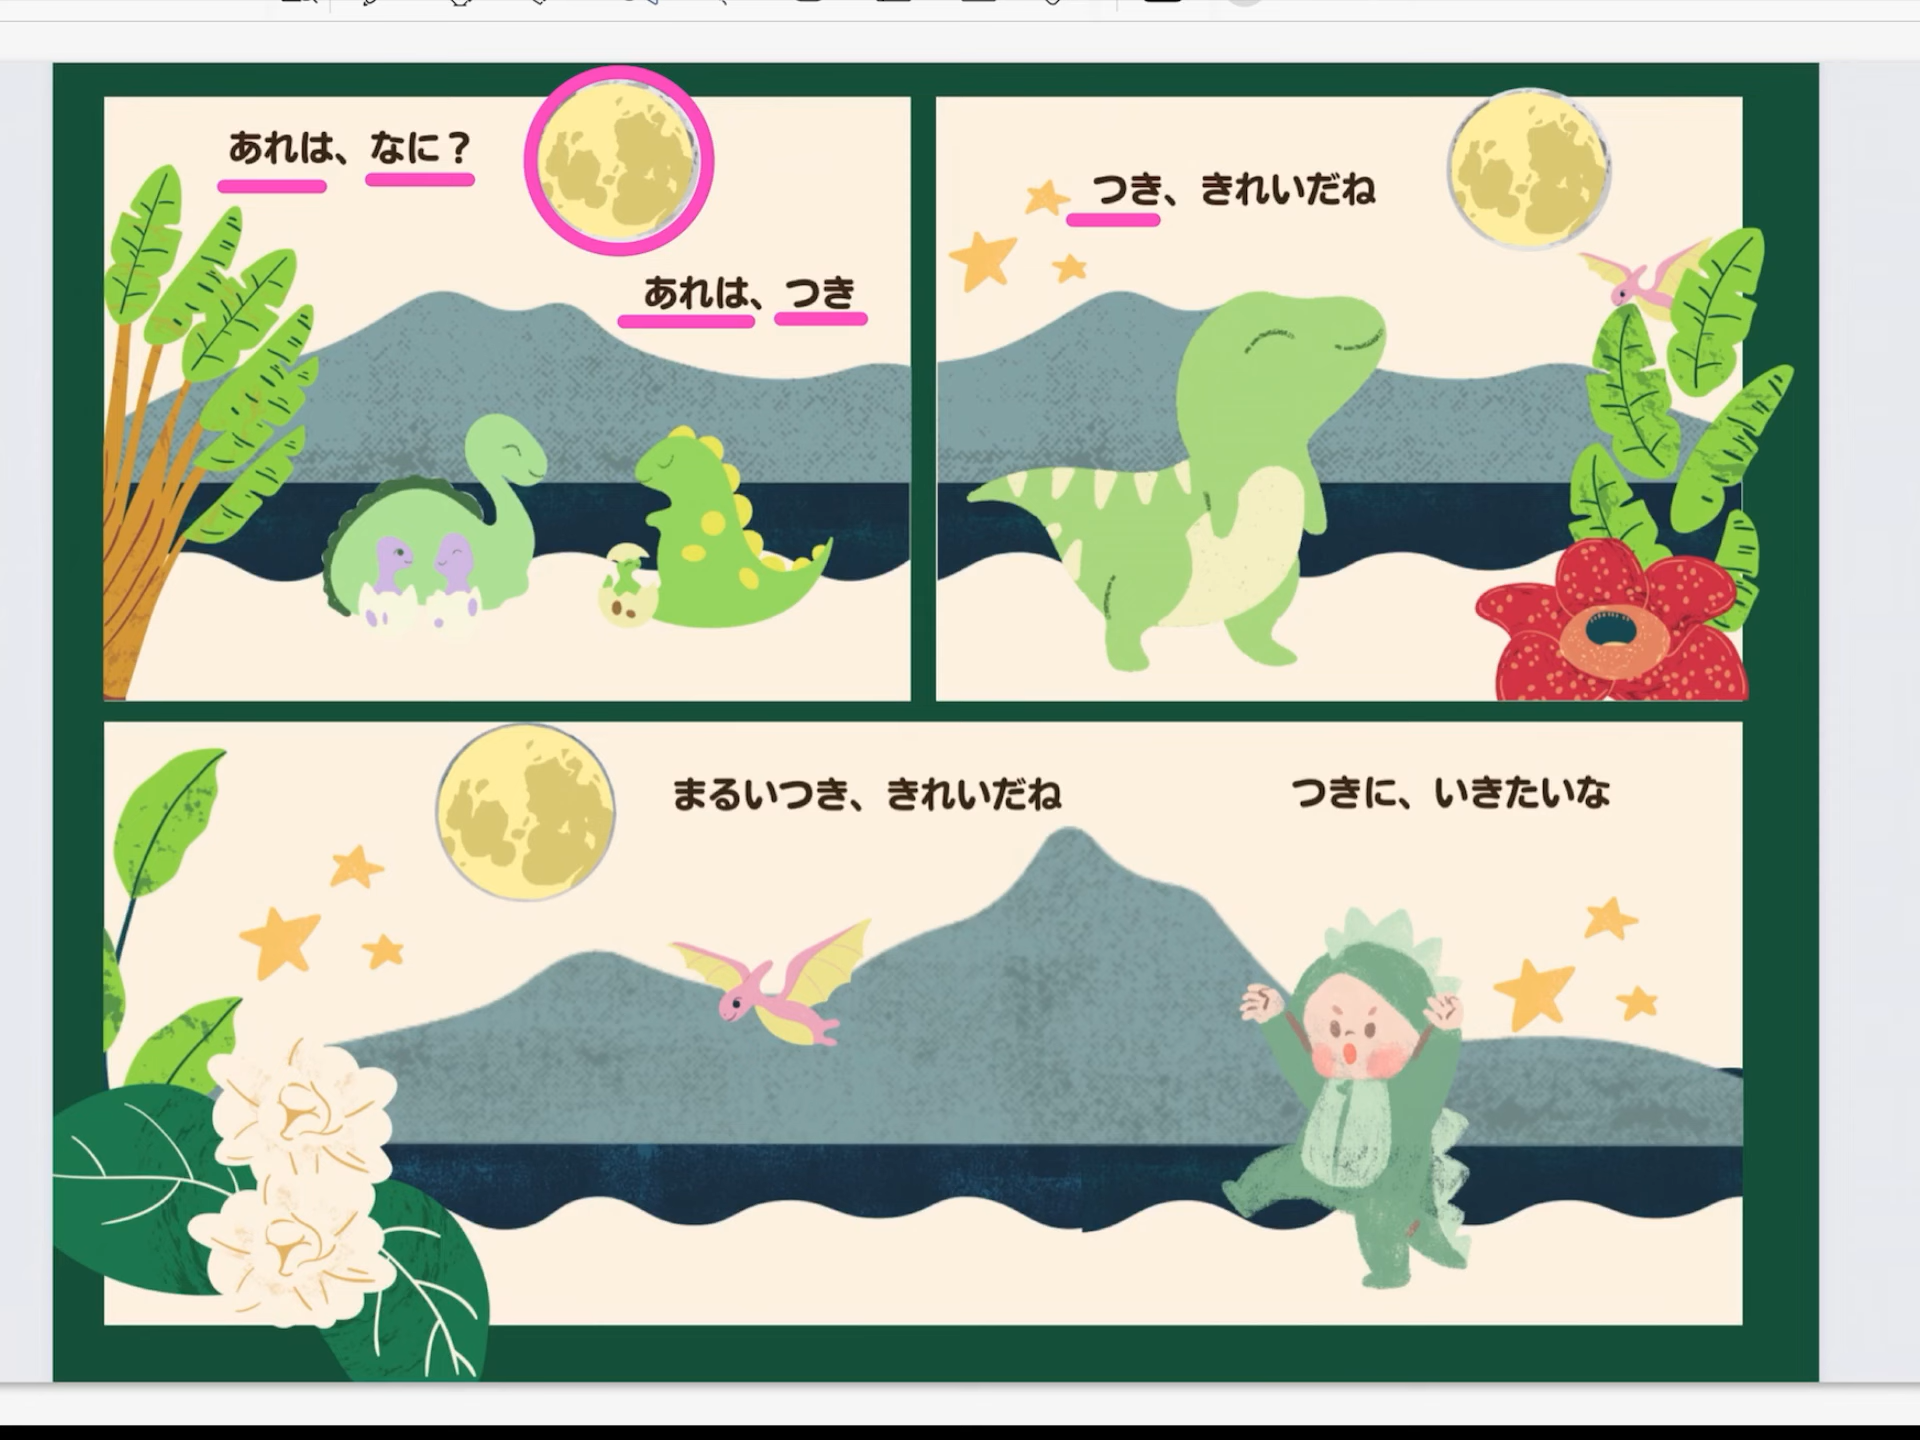 あれは、なに？
あれは、つき
つき、きれいだね
まるいつき、きれいだね
つきに、いきたいな